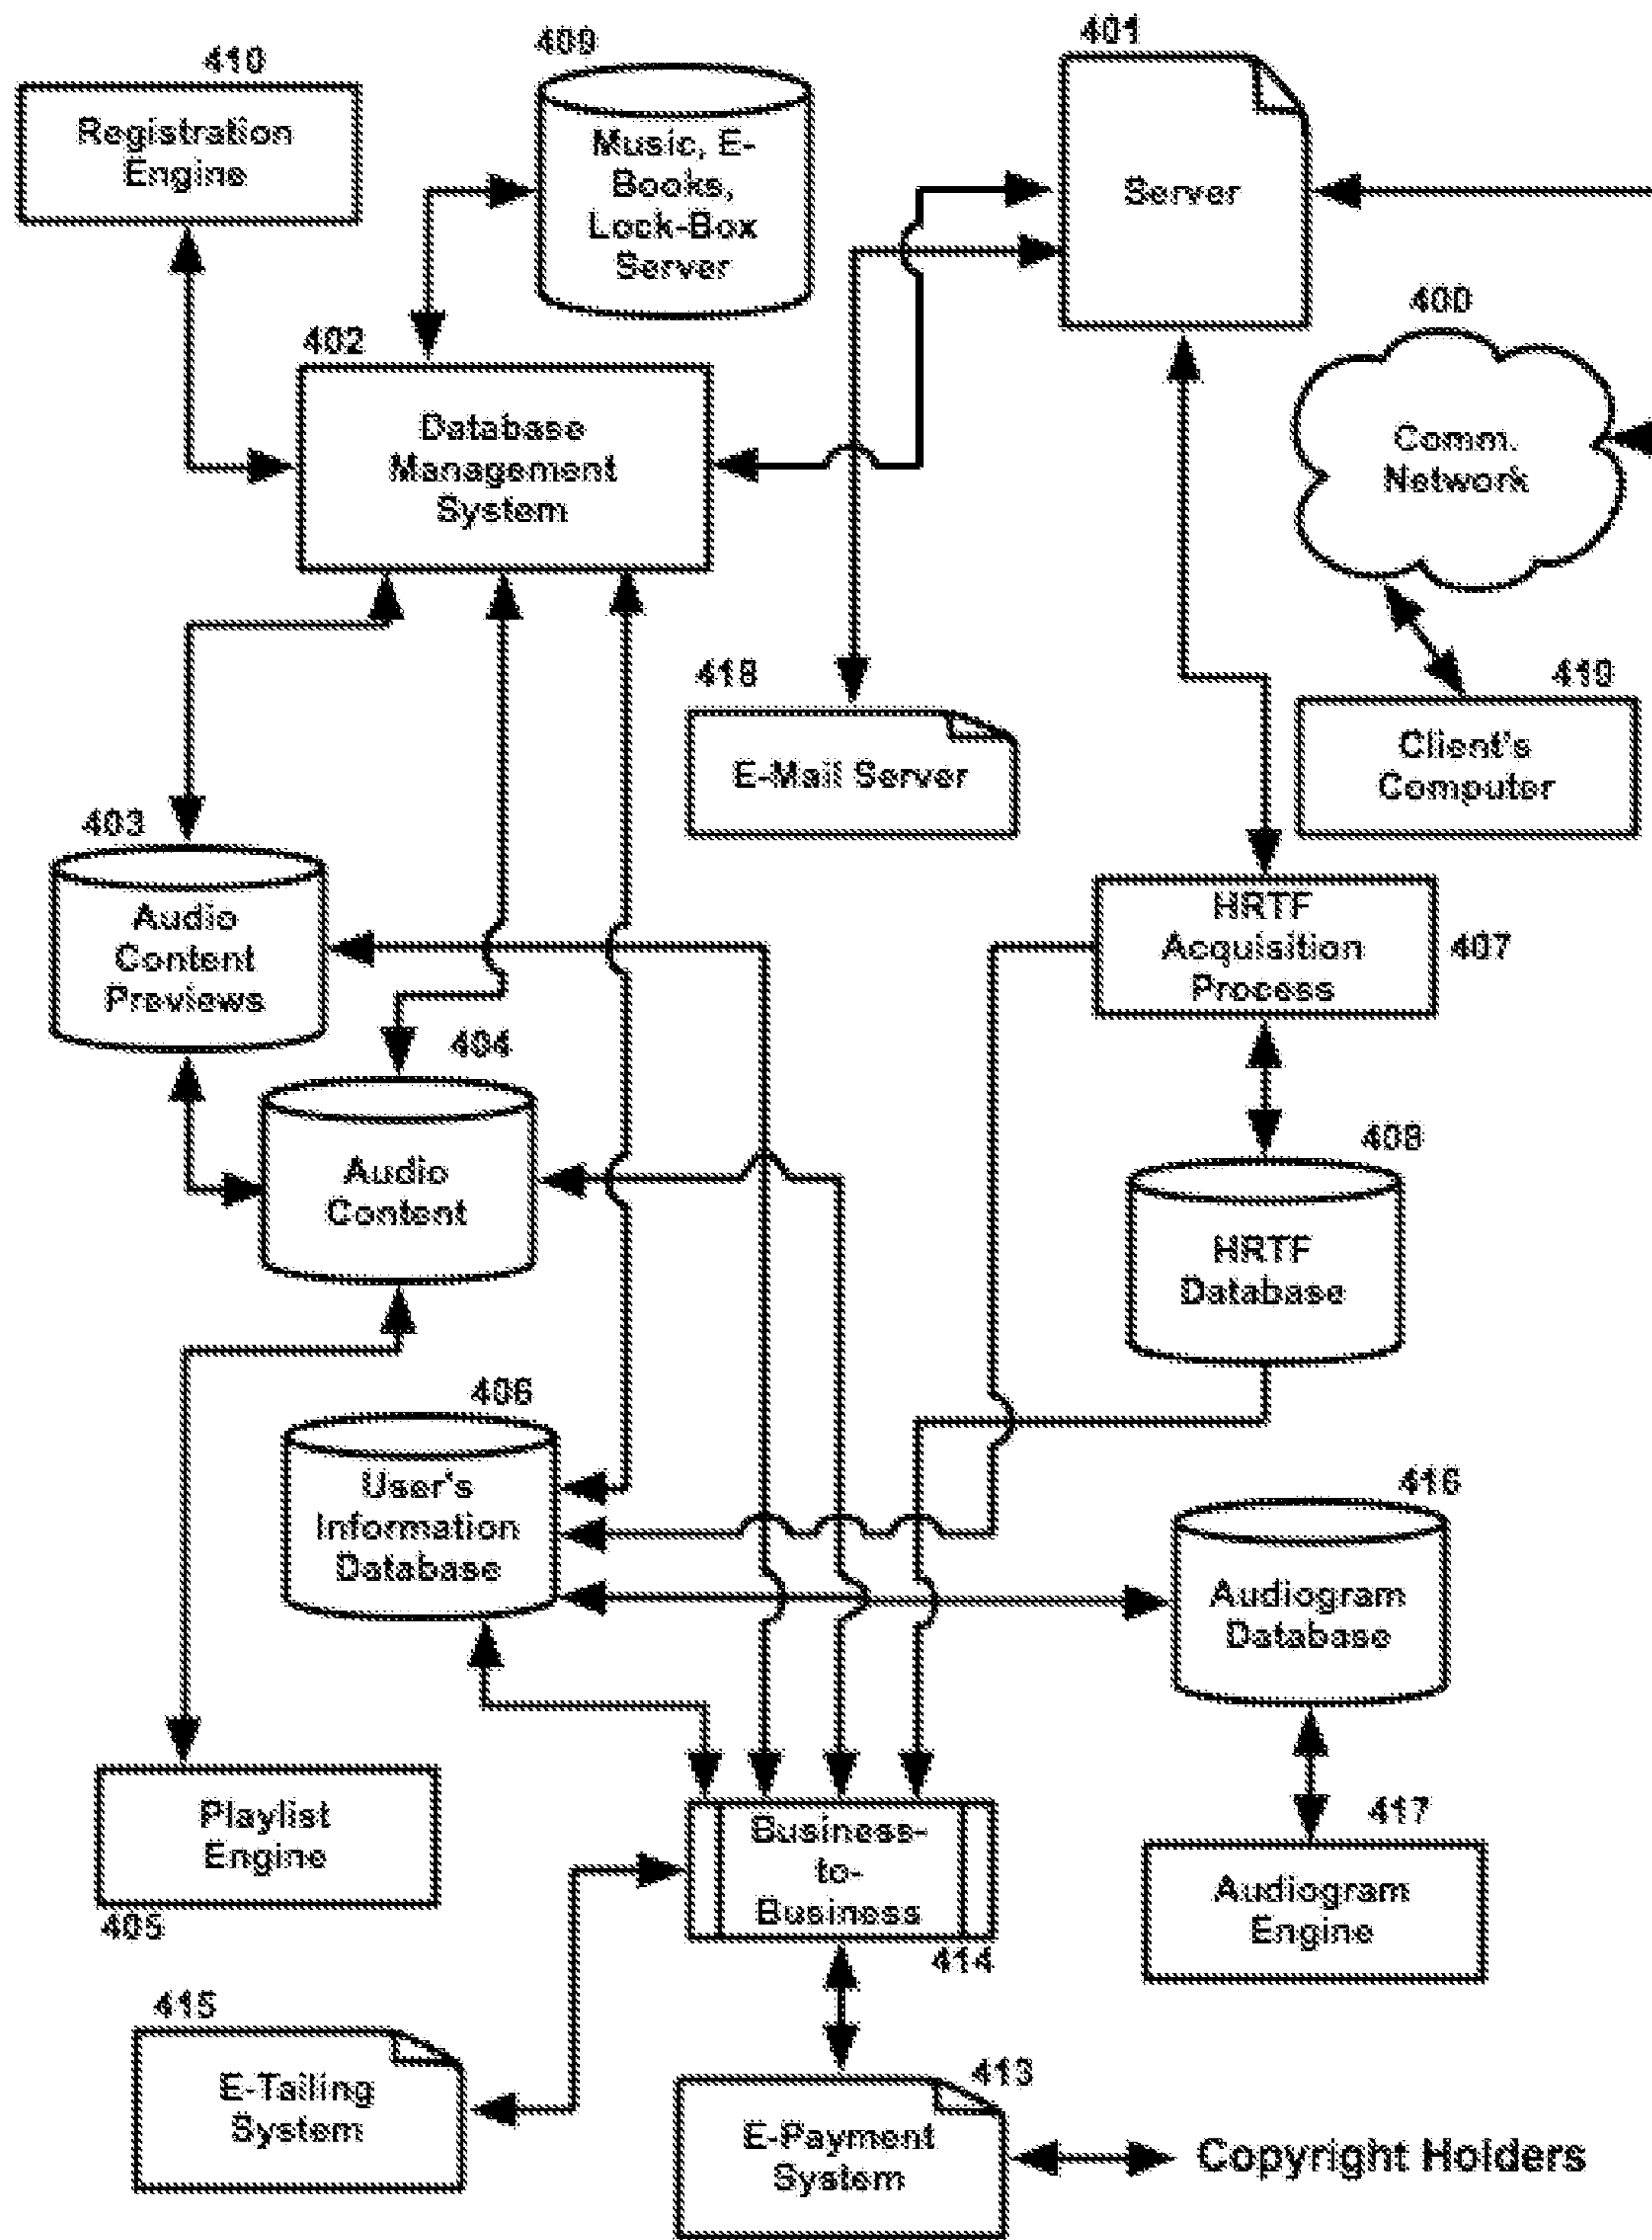 410
Registration
Engine
409
Music, E-
Books,
Lock-Box
Server
401
Server
402
Database
Management
System
400
Comm.
Network
418
E-Mail Server
419
Client's
Computer
403
Audio
Content
Previews
HRTF
Acquisition
Process
407
404
Audio
Content
408
HRTF
Database
406
User's
Information
Database
416
Audiogram
Database
Playlist
Engine
405
Business-
to-
Business
414
417
Audiogram
Engine
415
E-Tailing
System
413
E-Payment
System
Copyright Holders